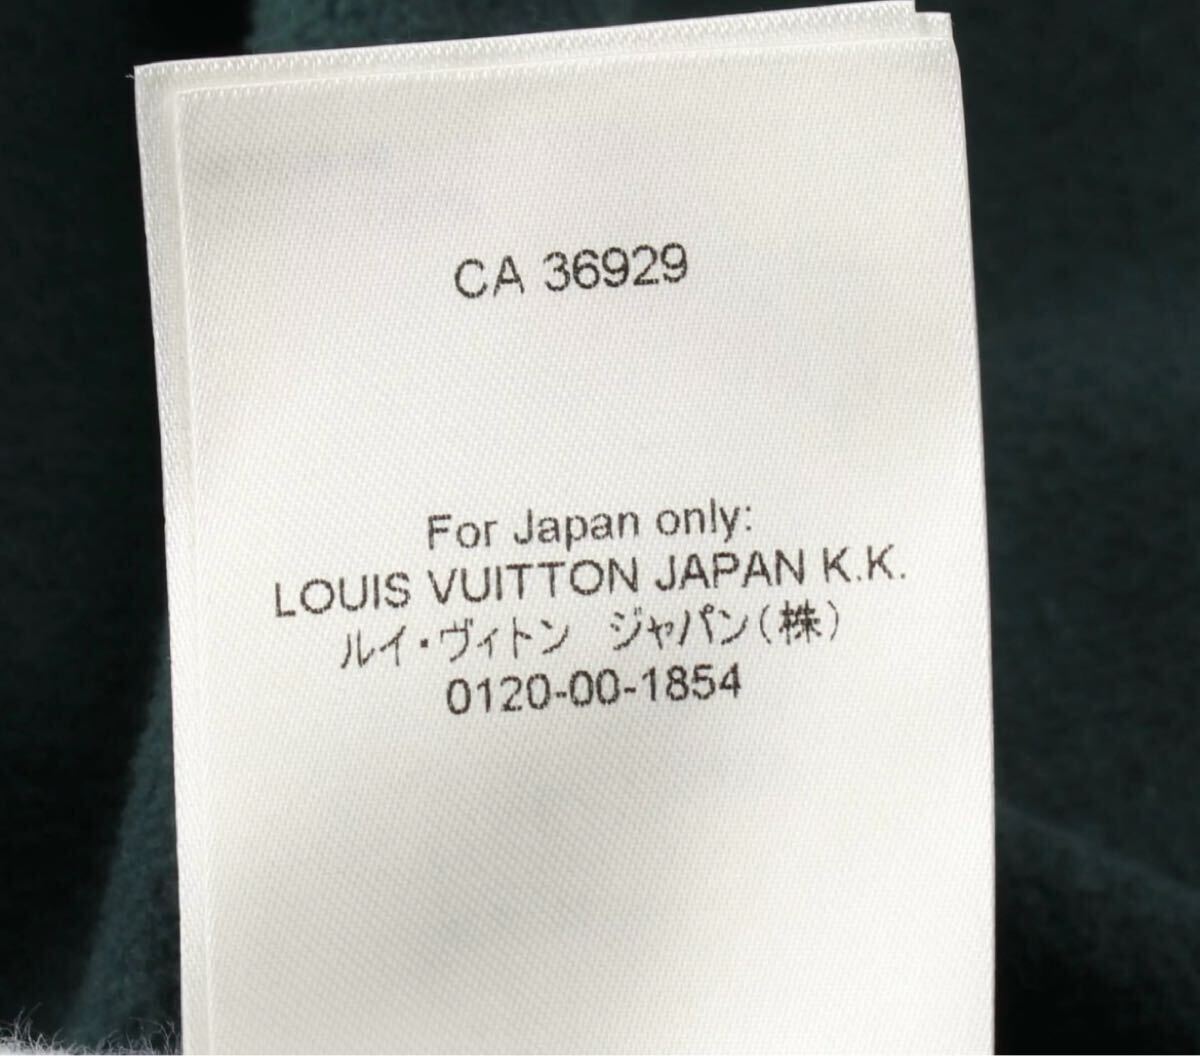 CA 36929
For Japan only:
LOUIS VUITTON JAPAN K.K.
ルイ・ヴィトン　ジャパン(株)
0120-00-1854